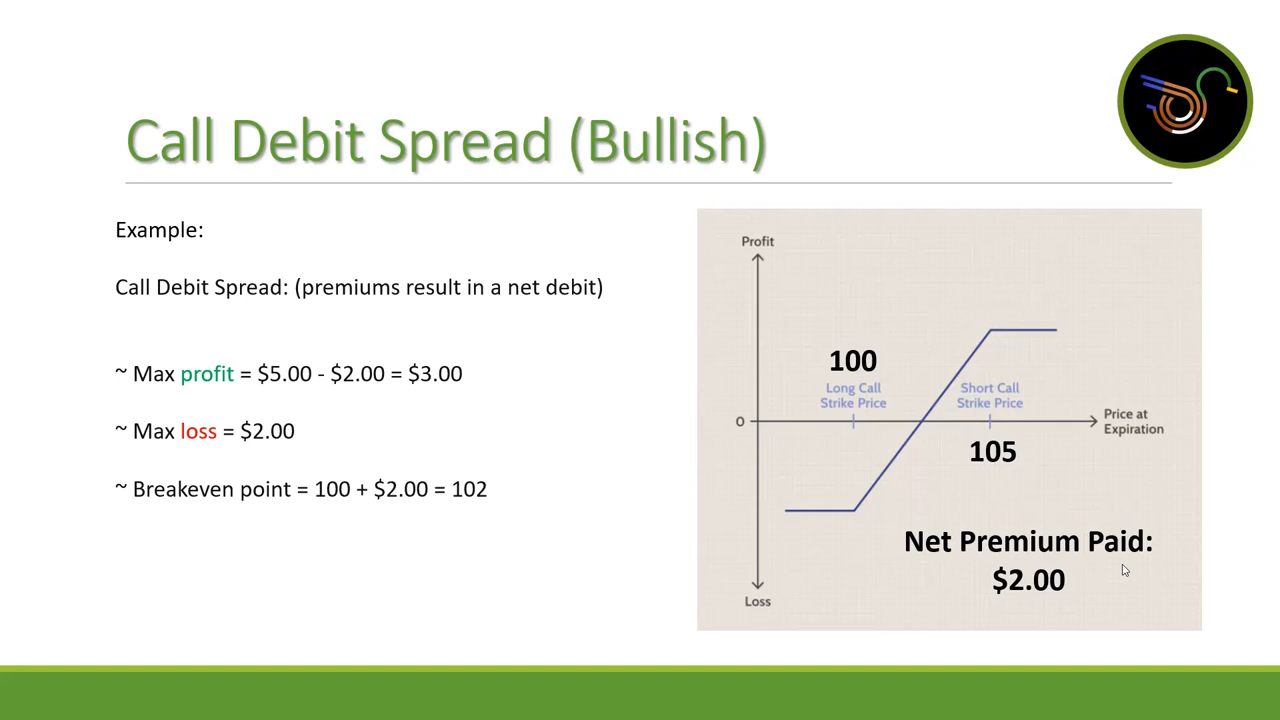 Call Debit Spread (Bullish)
Example:
Call Debit Spread: (premiums result in a net debit)
~ Max profit = $5.00 - $2.00 = $3.00
~ Max loss = $2.00
~ Breakeven point = 100 + $2.00 = 102
Profit
100
Long Call
Strike Price
Short Call
Strike Price
0
Price at
Expiration
105
Net Premium Paid:
$2.00
Loss